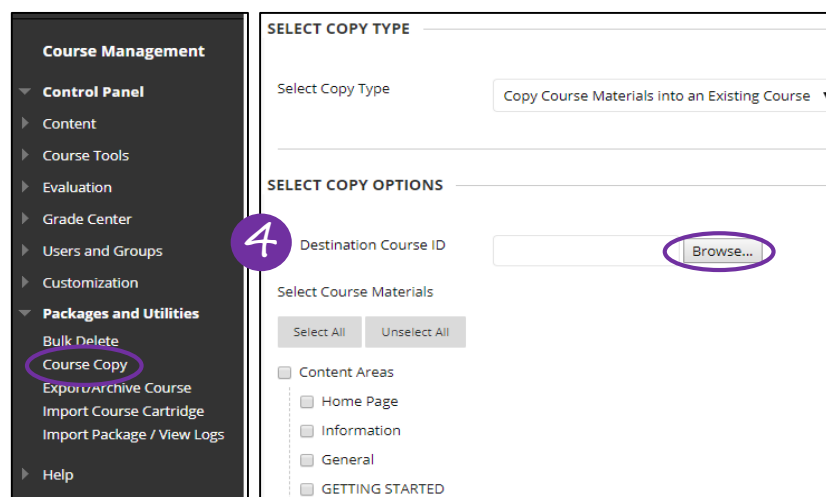 Course Management
Control Panel
Content
Course Tools
Evaluation
Grade Center
Users and Groups
Customization
Packages and Utilities
Bulk Delete
Course Copy
Export/Archive Course
Import Course Cartridge
Import Package / View Logs
Help
SELECT COPY TYPE
Select Copy Type
Copy Course Materials into an Existing Course
SELECT COPY OPTIONS
4
Destination Course ID
Browse...
Select Course Materials
Select All Unselect All
Content Areas
Home Page
Information
General
GETTING STARTED